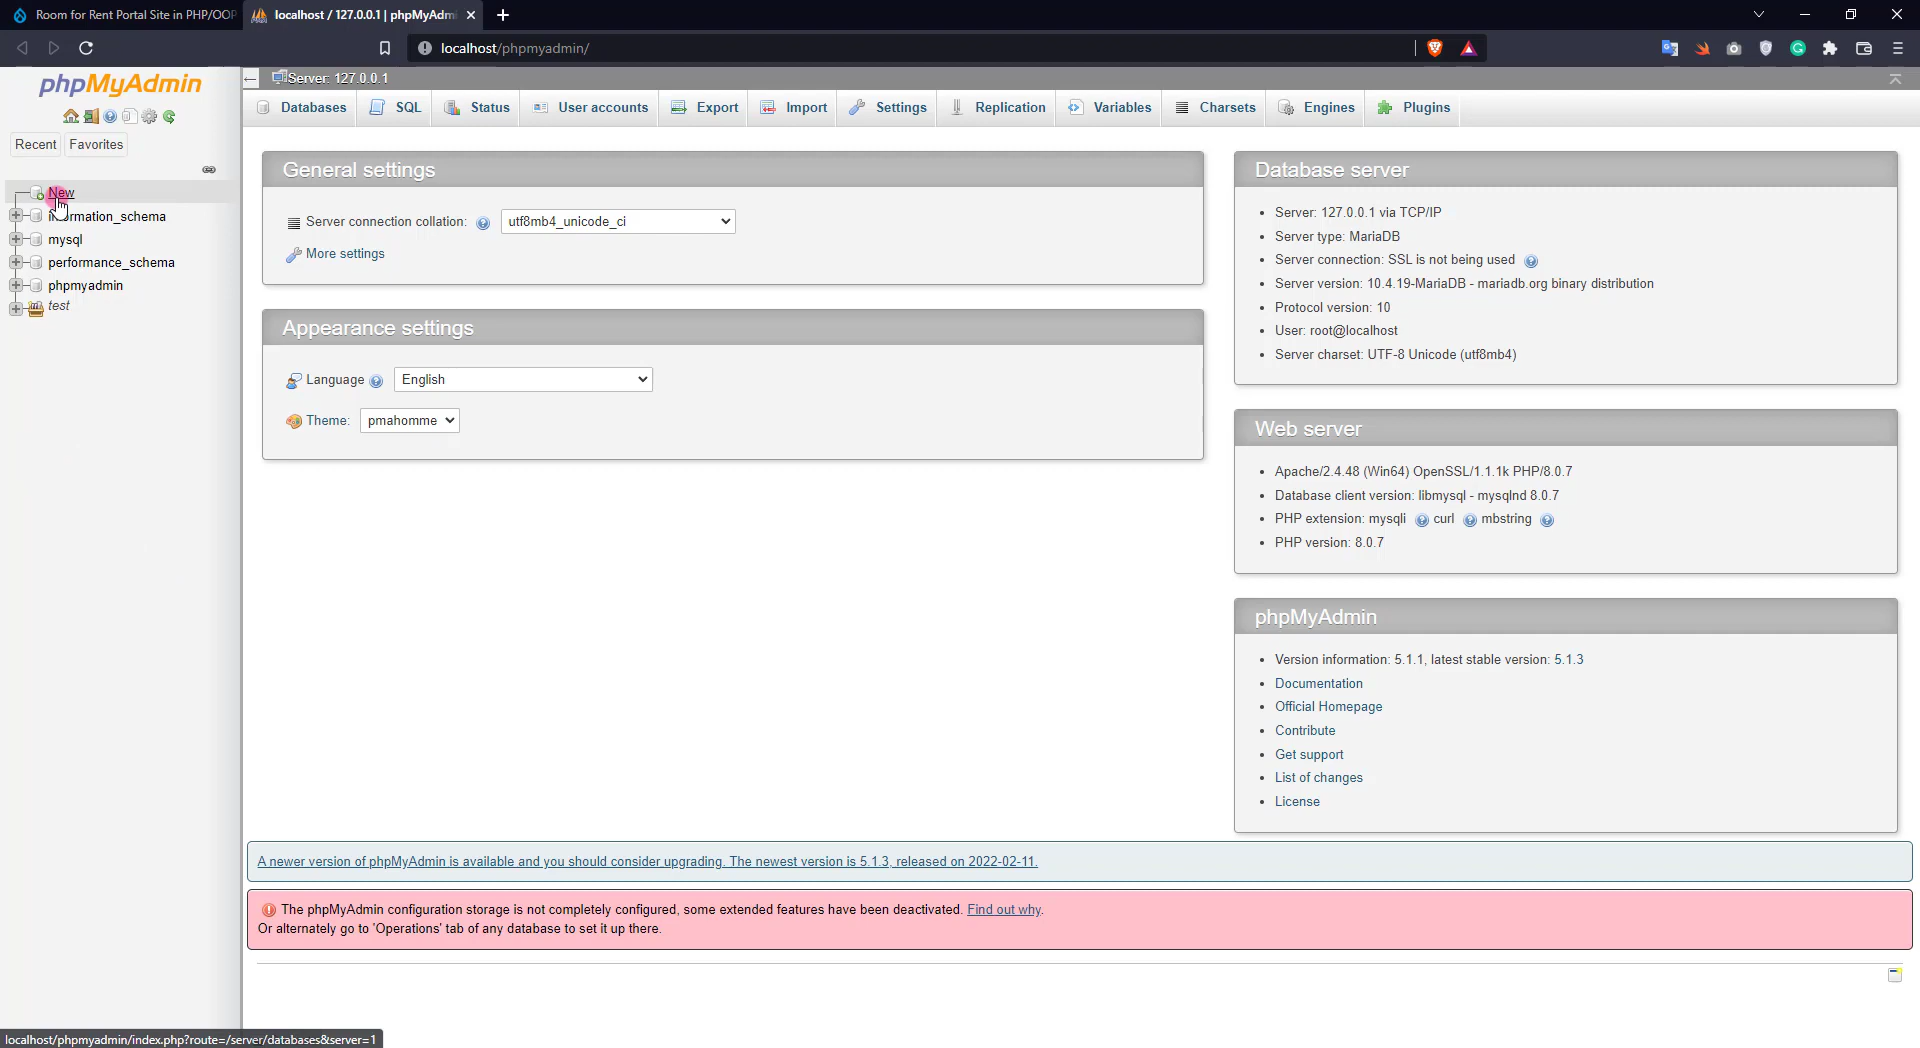 Room for Rent Portal Site in PHP/OOP
localhost / 127.0.0.1 | phpMyAdmi
localhost/phpmyadmin/
phpMyAdmin
Recent
Favorites
New
information_schema
mysql
performance_schema
phpmyadmin
test
Server: 127.0.0.1
Databases
SQL
Status
User accounts
Export
Import
Settings
Replication
Variables
Charsets
Engines
Plugins
General settings
Server connection collation:
utf8mb4_unicode_ci
More settings
Appearance settings
Language
English
Theme:
pmahomme
Database server
Server: 127.0.0.1 via TCP/IP
Server type: MariaDB
Server connection: SSL is not being used
Server version: 10.4.19-MariaDB - mariadb.org binary distribution
Protocol version: 10
User: root@localhost
Server charset: UTF-8 Unicode (utf8mb4)
Web server
Apache/2.4.48 (Win64) OpenSSL/1.1.1k PHP/8.0.7
Database client version: libmysql - mysqlnd 8.0.7
PHP extension: mysqli curl mbstring
PHP version: 8.0.7
phpMyAdmin
Version information: 5.1.1, latest stable version: 5.1.3
Documentation
Official Homepage
Contribute
Get support
List of changes
License
A newer version of phpMyAdmin is available and you should consider upgrading. The newest version is 5.1.3, released on 2022-02-11.
The phpMyAdmin configuration storage is not completely configured, some extended features have been deactivated. Find out why.
Or alternately go to 'Operations' tab of any database to set it up there.
localhost/phpmyadmin/index.php?route=/server/databases&server=1